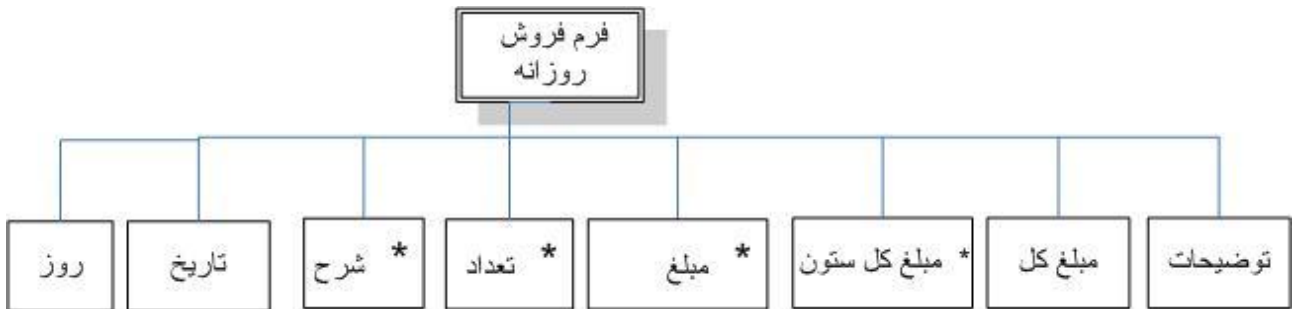 فرم فروش
روزانه
توضیحات
مبلغ کل
* مبلغ کل ستون
* مبلغ
* تعداد
* شرح
تاریخ
روز